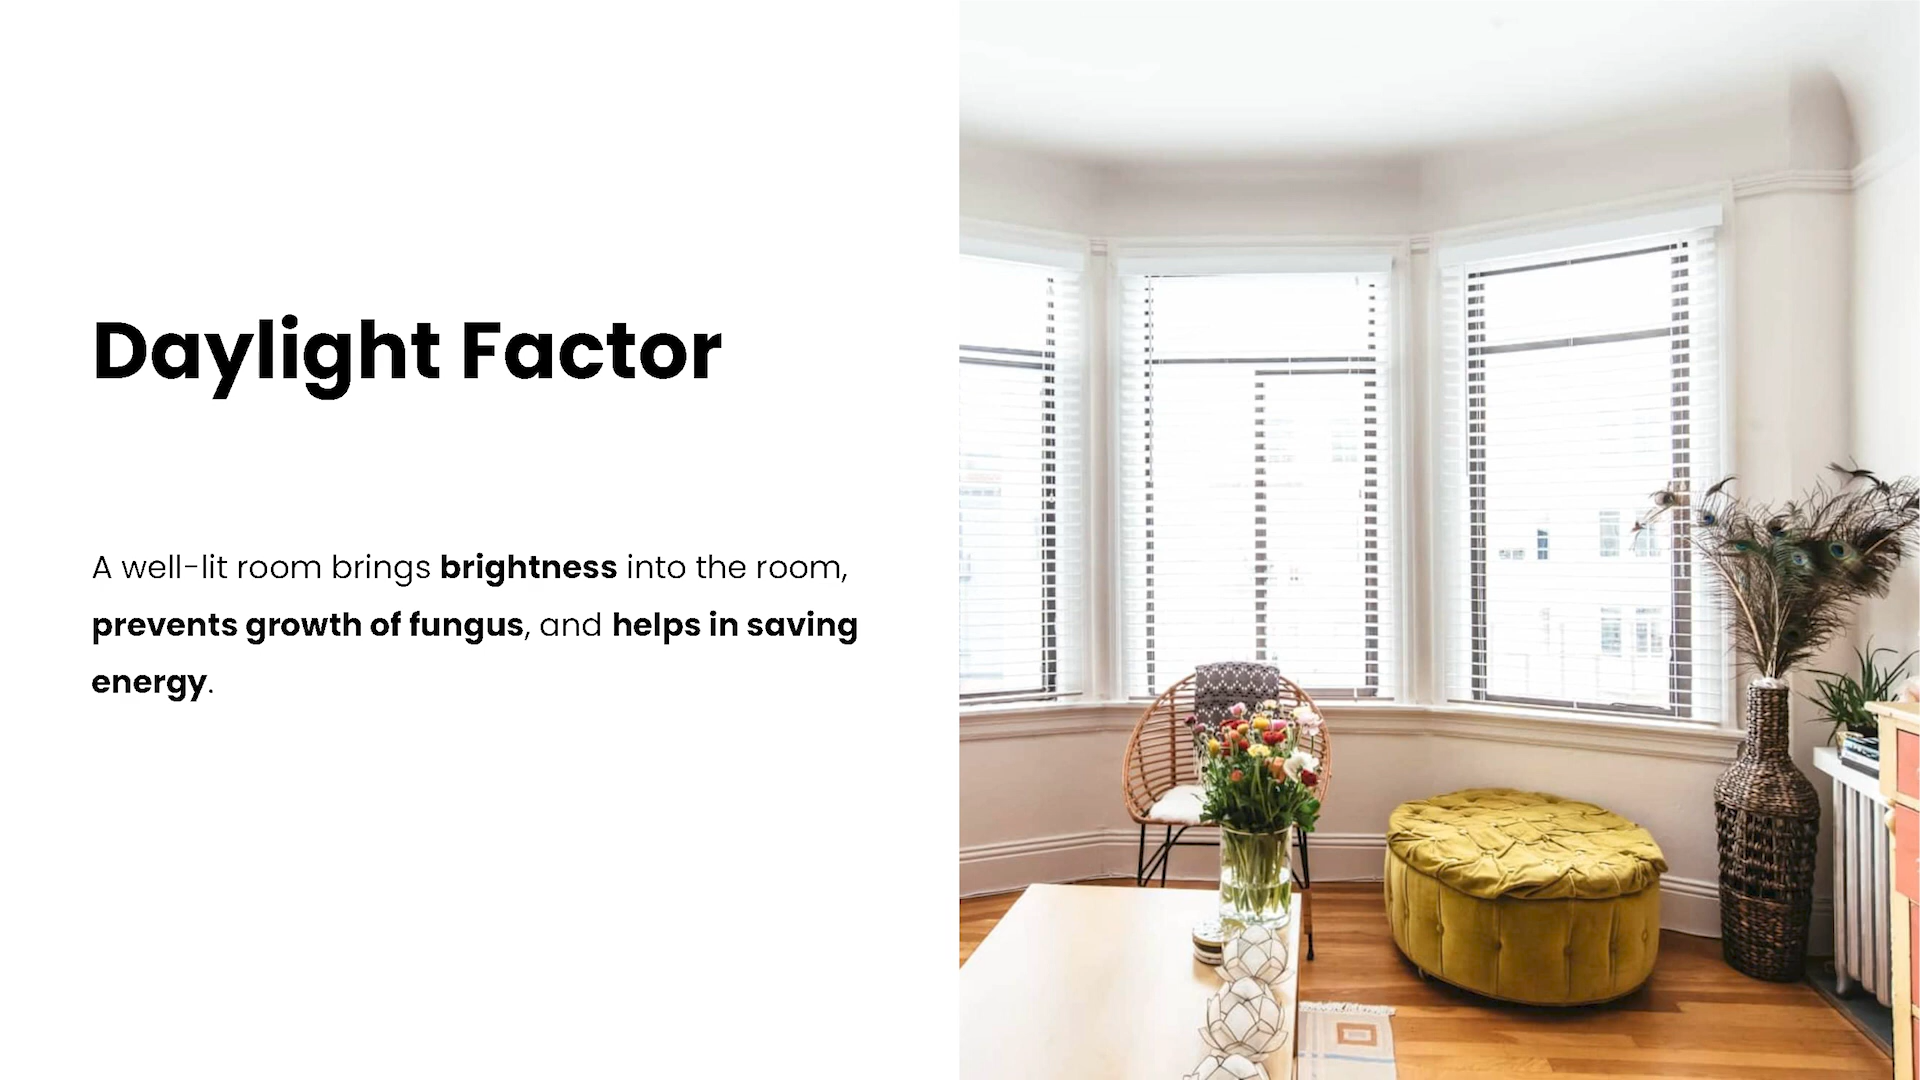 Daylight Factor
A well-lit room brings brightness into the room,
prevents growth of fungus, and helps in saving
energy.